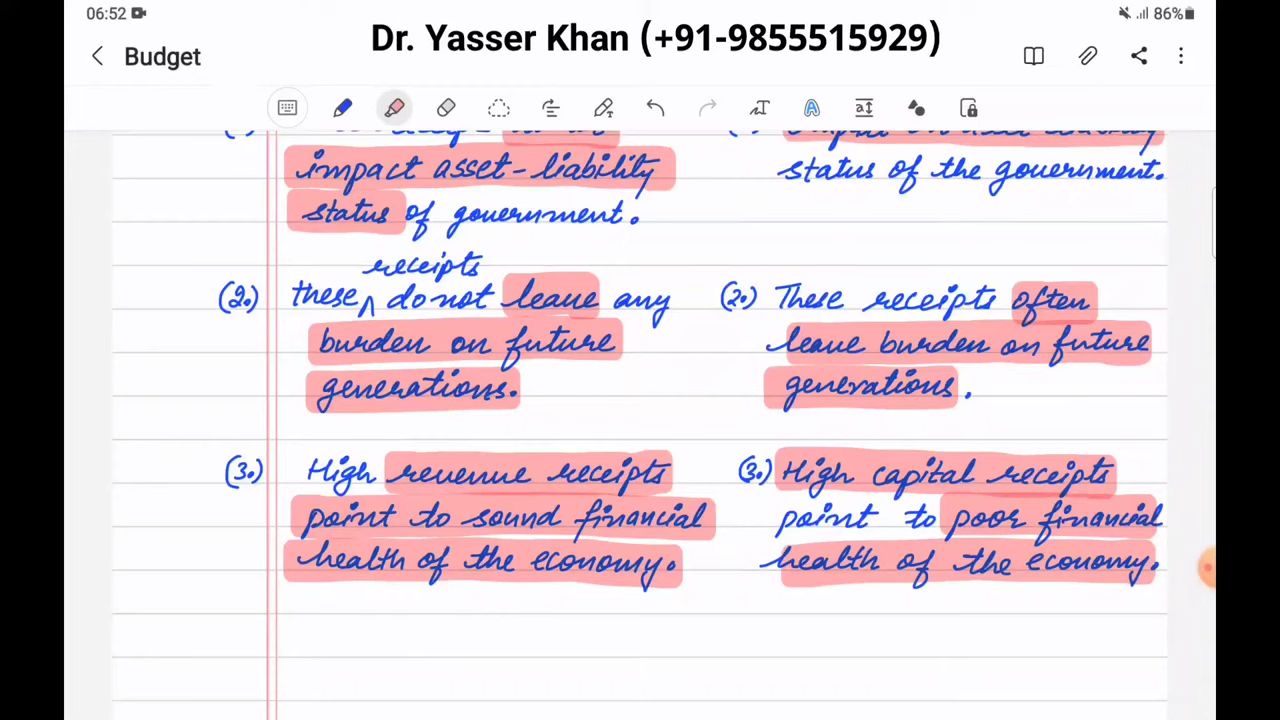 06:52
86%
Dr. Yasser Khan (+91-9855515929)
Budget
impact asset-liability
status of government.
receipts
(2.) these ^ do not leave any
burden on future
generations.
(3.) High revenue receipts
point to sound financial
health of the economy.
status of the government.
(2.) These receipts often
leave burden on future
generations.
(3.) High capital receipts
point to poor financial
health of the economy.